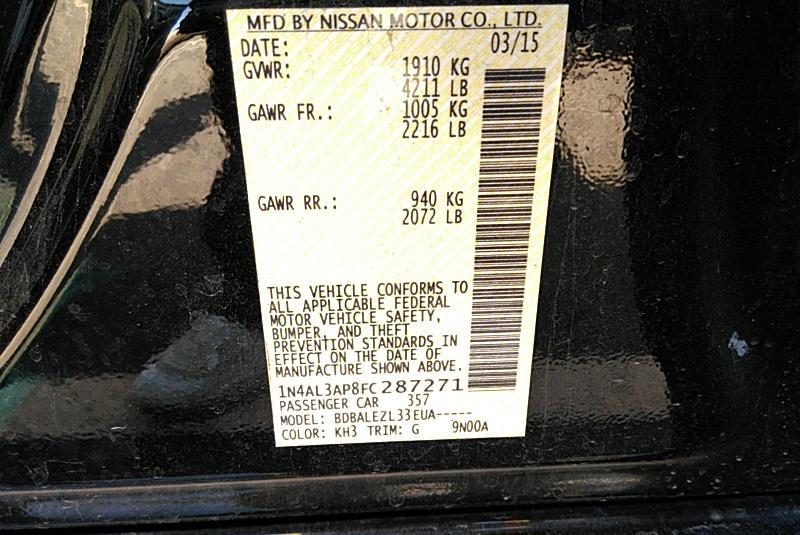 MFD BY NISSAN MOTOR CO., LTD.
DATE: 03/15
GVWR: 1910 KG
4211 LB
GAWR FR.: 1005 KG
2216 LB
GAWR RR.: 940 KG
2072 LB
THIS VEHICLE CONFORMS TO
ALL APPLICABLE FEDERAL
MOTOR VEHICLE SAFETY,
BUMPER, AND THEFT
PREVENTION STANDARDS IN
EFFECT ON THE DATE OF
MANUFACTURE SHOWN ABOVE.
1N4AL3AP8FC287271
PASSENGER CAR 357
MODEL: BDBALEZL33EUA-----
COLOR: KH3 TRIM: G 9N00A